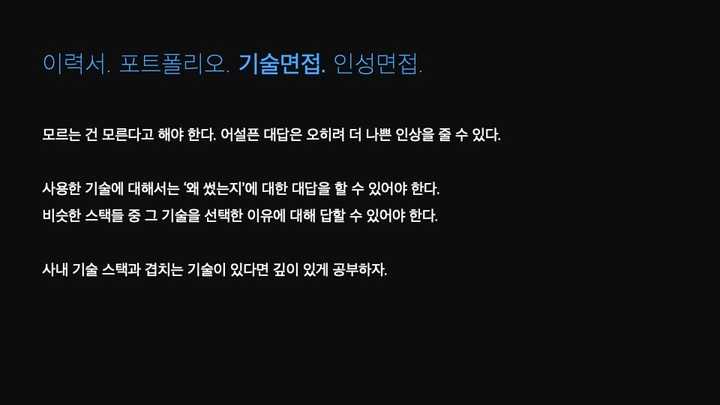 이력서. 포트폴리오. 기술면접. 인성면접.
모르는 건 모른다고 해야 한다. 어설픈 대답은 오히려 더 나쁜 인상을 줄 수 있다.
사용한 기술에 대해서는 '왜 썼는지'에 대한 대답을 할 수 있어야 한다.
비슷한 스택들 중 그 기술을 선택한 이유에 대해 답할 수 있어야 한다.
사내 기술 스택과 겹치는 기술이 있다면 깊이 있게 공부하자.